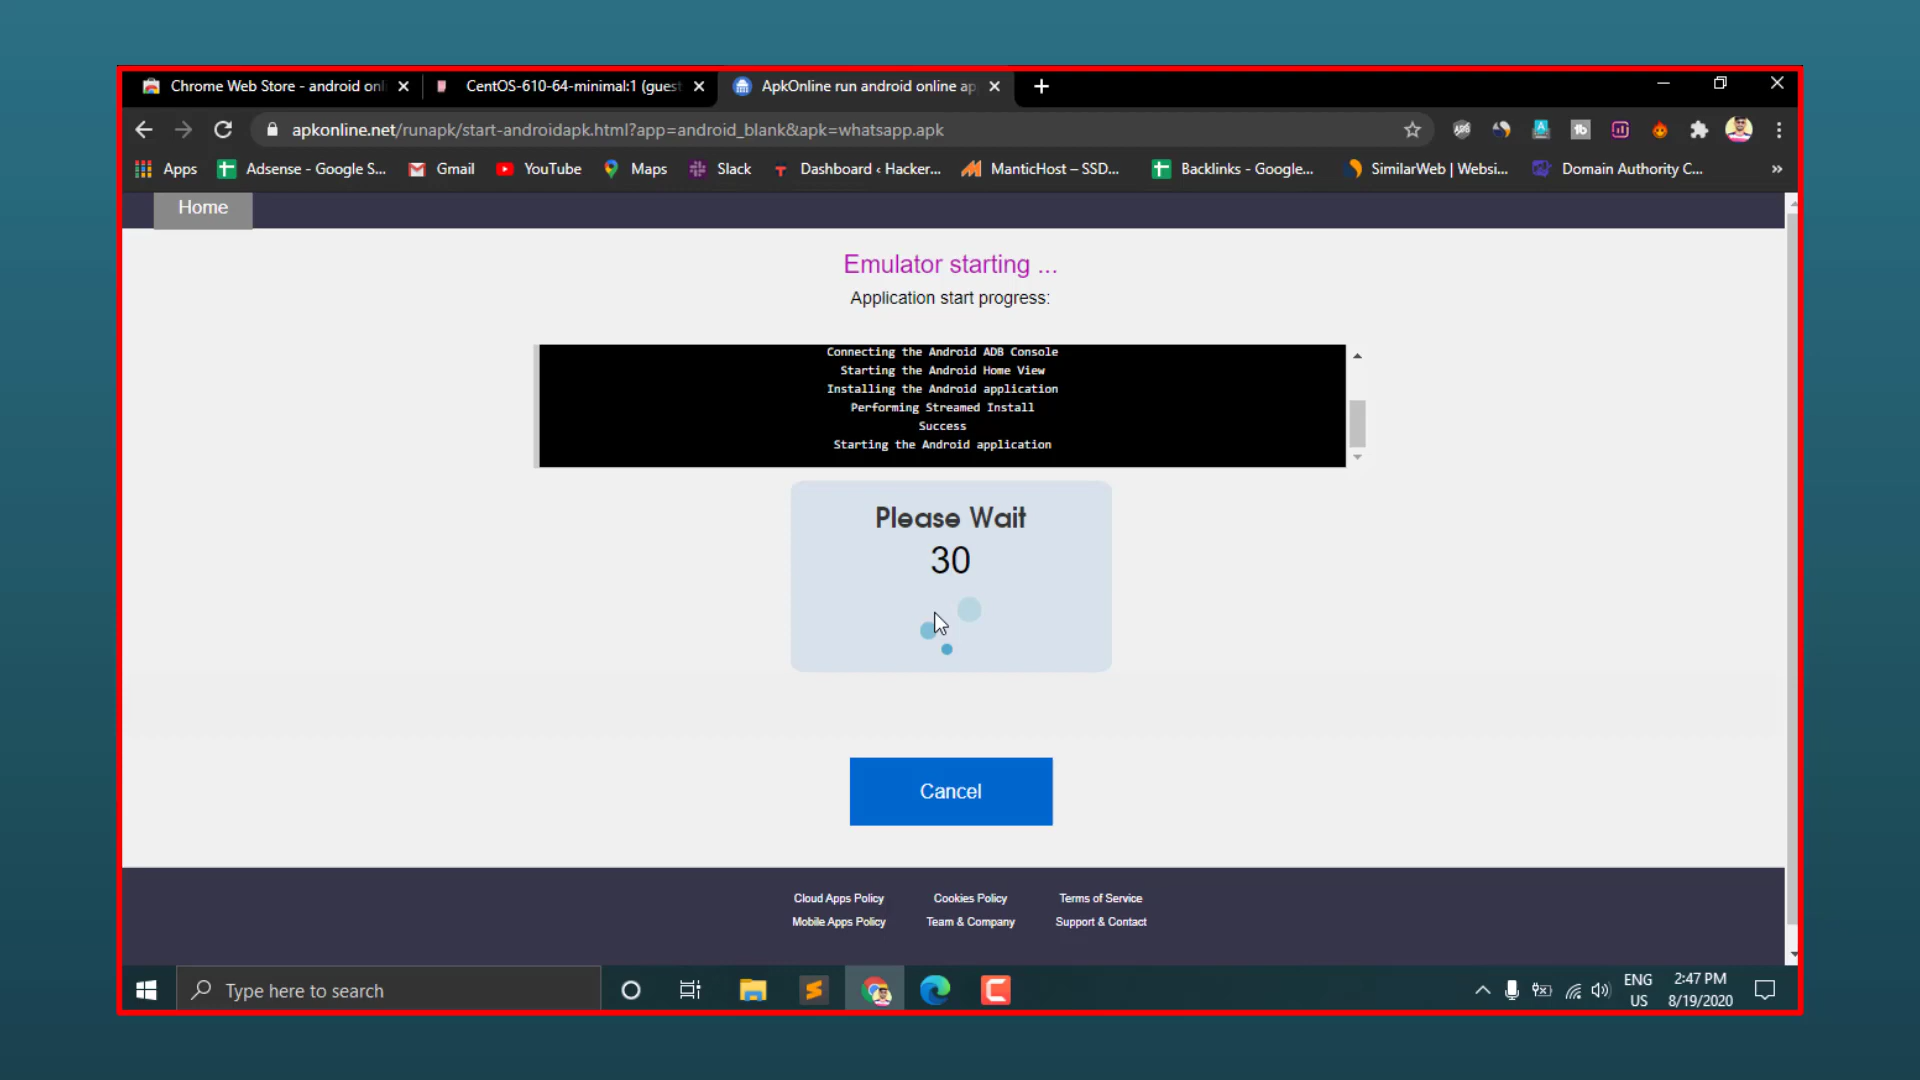 Chrome Web Store - android onl
CentOS-610-64-minimal:1 (guest
ApkOnline run android online ap
apkonline.net/runapk/start-androidapk.html?app=android_blank&apk=whatsapp.apk
Apps
Adsense - Google S...
Gmail
YouTube
Maps
Slack
Dashboard ‹ Hacker...
ManticHost – SSD...
Backlinks - Google...
SimilarWeb | Websi...
Domain Authority C...
»
Home
Emulator starting ...
Application start progress:
Connecting the Android ADB Console
Starting the Android Home View
Installing the Android application
Performing Streamed Install
Success
Starting the Android application
Please Wait
30
Cancel
Cloud Apps Policy
Cookies Policy
Terms of Service
Mobile Apps Policy
Team & Company
Support & Contact
Type here to search
ENG
US
2:47 PM
8/19/2020